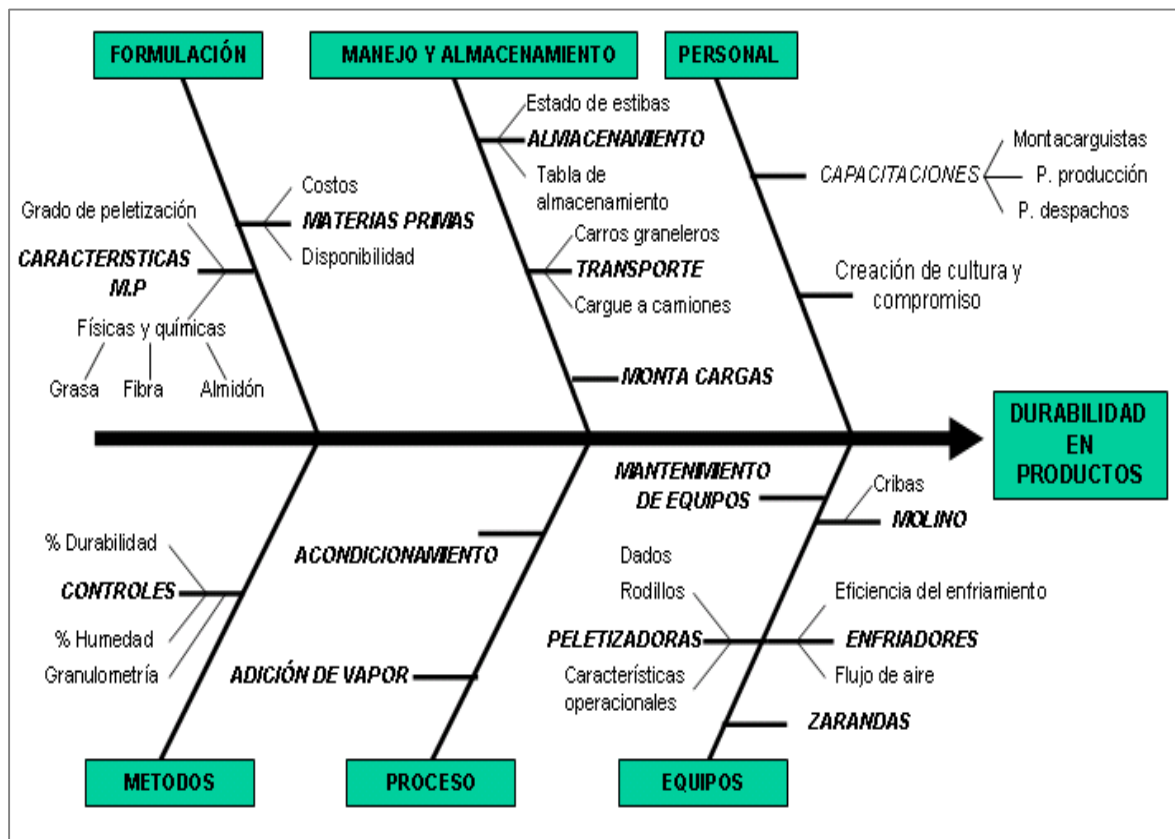 FORMULACIÓN
MANEJO Y ALMACENAMIENTO
PERSONAL
Estado de estibas
ALMACENAMIENTO
Tabla de
almacenamiento
Carros graneleros
TRANSPORTE
Cargue a camiones
MONTA CARGAS
Costos
MATERIAS PRIMAS
Disponibilidad
Grado de peletización
CARACTERISTICAS
M.P
Físicas y químicas
Grasa
Fibra
Almidón
Montacarguistas
CAPACITACIONES
P. producción
P. despachos
Creación de cultura y
compromiso
DURABILIDAD
EN
PRODUCTOS
% Durabilidad
CONTROLES
% Humedad
Granulometría
ACONDICIONAMIENTO
ADICIÓN DE VAPOR
MANTENIMIENTO
DE EQUIPOS
Cribas
MOLINO
Dados
Rodillos
PELETIZADORAS
Características
operacionales
Eficiencia del enfriamiento
ENFRIADORES
Flujo de aire
ZARANDAS
METODOS
PROCESO
EQUIPOS